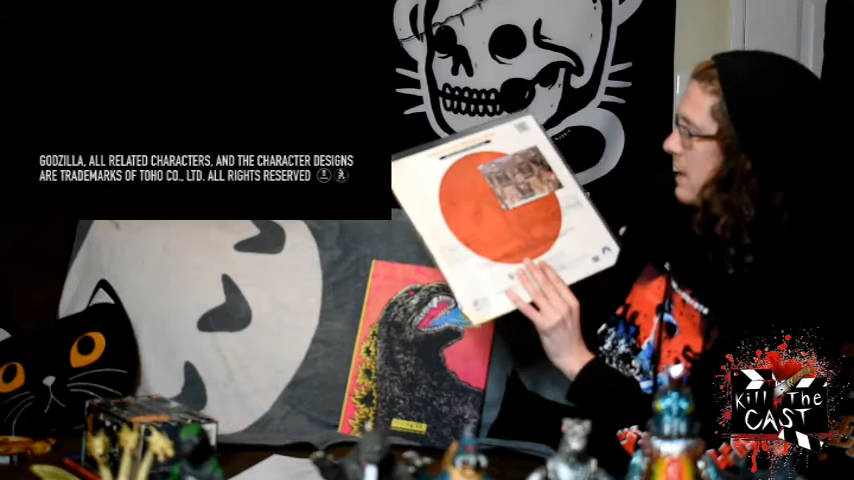 GODZILLA, ALL RELATED CHARACTERS, AND THE CHARACTER DESIGNS
ARE TRADEMARKS OF TOHO CO., LTD. ALL RIGHTS RESERVED
GODZILLA
Kill The
CAST